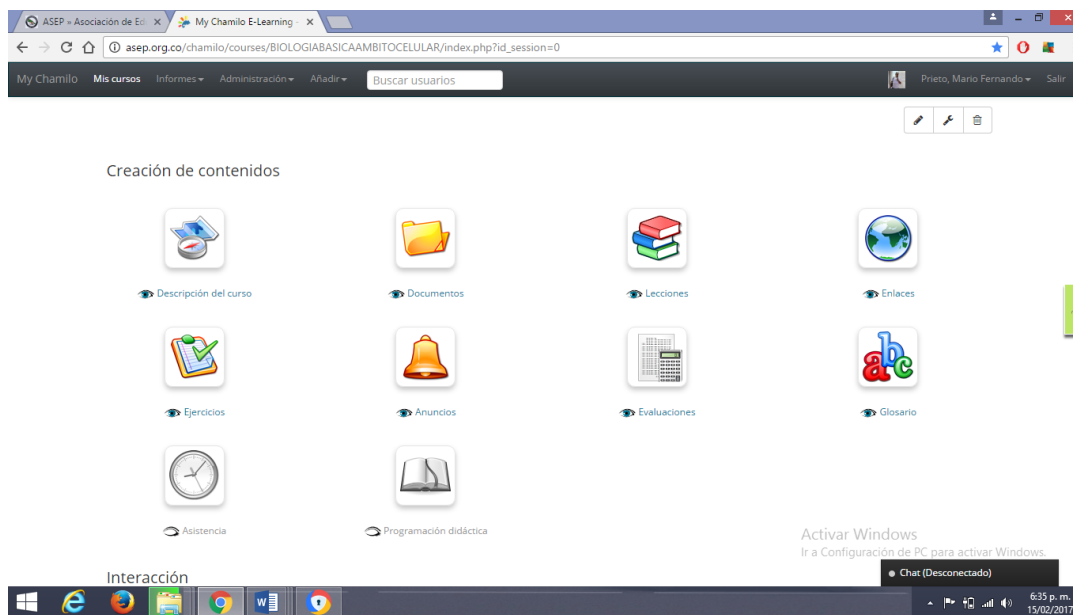 ASEP » Asociación de Ed
My Chamilo E-Learning -
asep.org.co/chamilo/courses/BIOLOGIABASICAAMBITOCELULAR/index.php?id_session=0
My Chamilo Mis cursos Informes Administración Añadir Buscar usuarios Prieto, Mario Fernando Salir
Creación de contenidos
Descripción del curso Documentos Lecciones Enlaces
abc
Ejercicios Anuncios Evaluaciones Glosario
Asistencia Programación didáctica
Activar Windows
Ir a Configuración de PC para activar Windows.
Interacción
Chat (Desconectado)
6:35 p. m.
15/02/2017